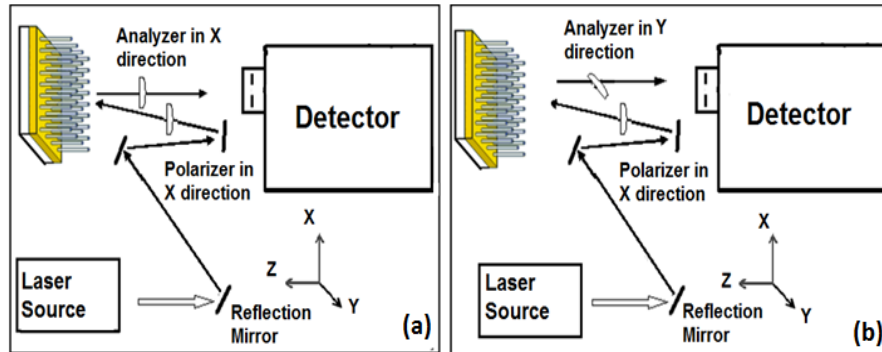 Analyzer in X
direction
Detector
Polarizer in
X direction
X
Z
Y
Laser
Source
Reflection
Mirror
(a)
Analyzer in Y
direction
Detector
Polarizer in
X direction
X
Z
Y
Laser
Source
Reflection
Mirror
(b)